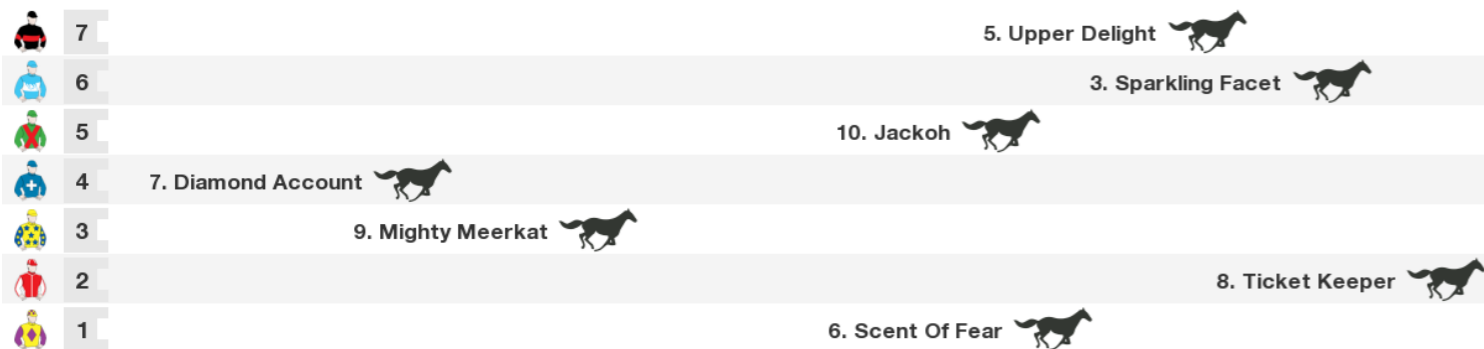 7 5. Upper Delight
6 3. Sparkling Facet
5 10. Jackoh
4 7. Diamond Account
3 9. Mighty Meerkat
2 8. Ticket Keeper
1 6. Scent Of Fear